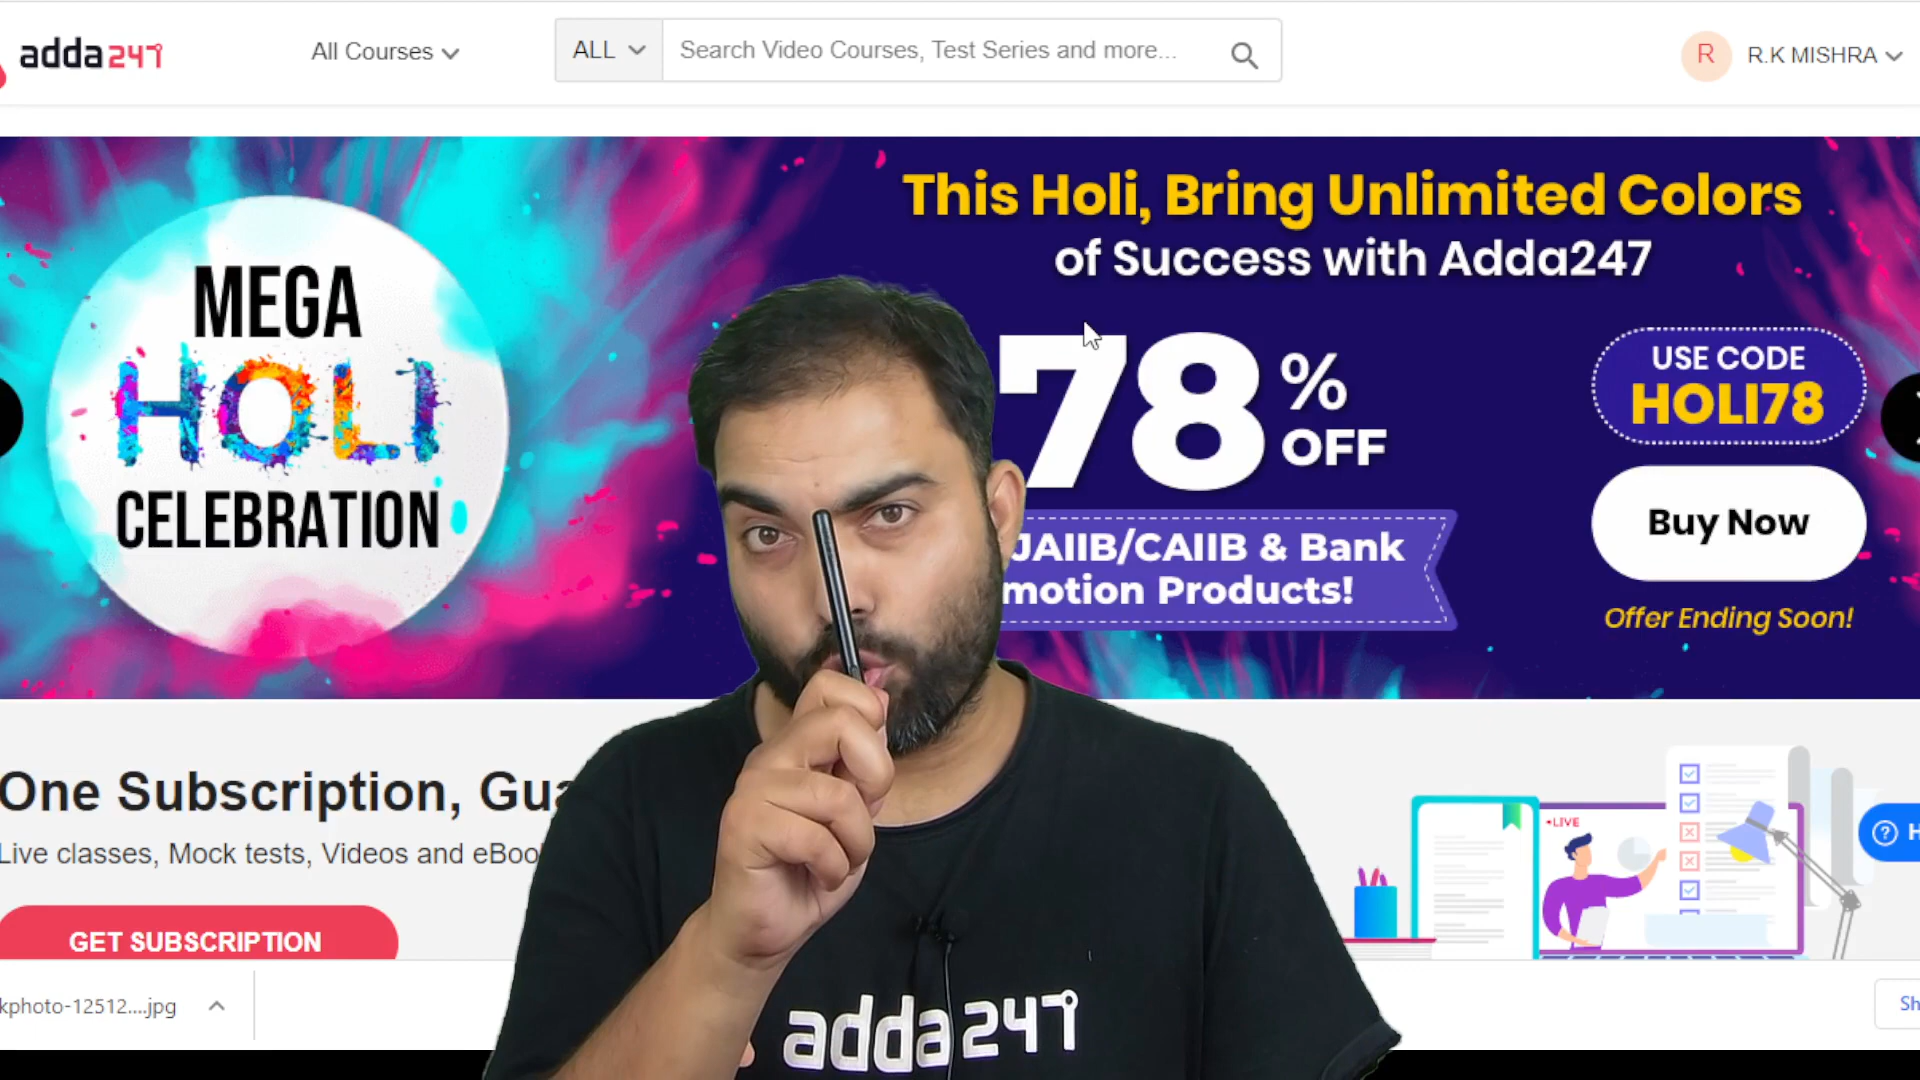 adda247
All Courses
ALL
Search Video Courses, Test Series and more...
R
R.K MISHRA
MEGA
HOLI
CELEBRATION
This Holi, Bring Unlimited Colors
of Success with Adda247
78%
OFF
JAIIB/CAIIB & Bank
motion Products!
USE CODE
HOLI78
Buy Now
Offer Ending Soon!
One Subscription, Gua
Live classes, Mock tests, Videos and eBoo
GET SUBSCRIPTION
LIVE
H
kphoto-12512....jpg
Sh
adda247